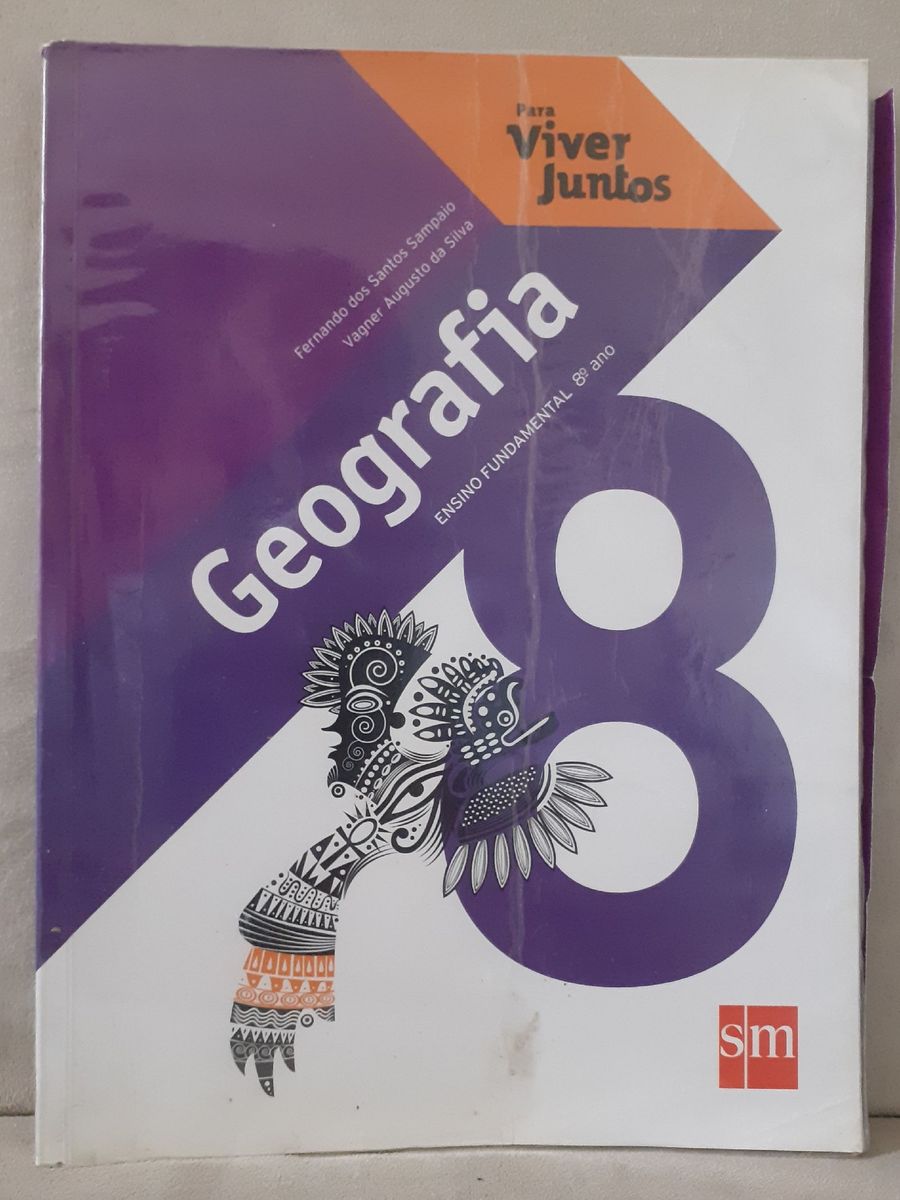 Para
Viver
Juntos
Fernando dos Santos Sampaio
Vagner Augusto da Silva
Geografia
ENSINO FUNDAMENTAL 8º ano
8
sm